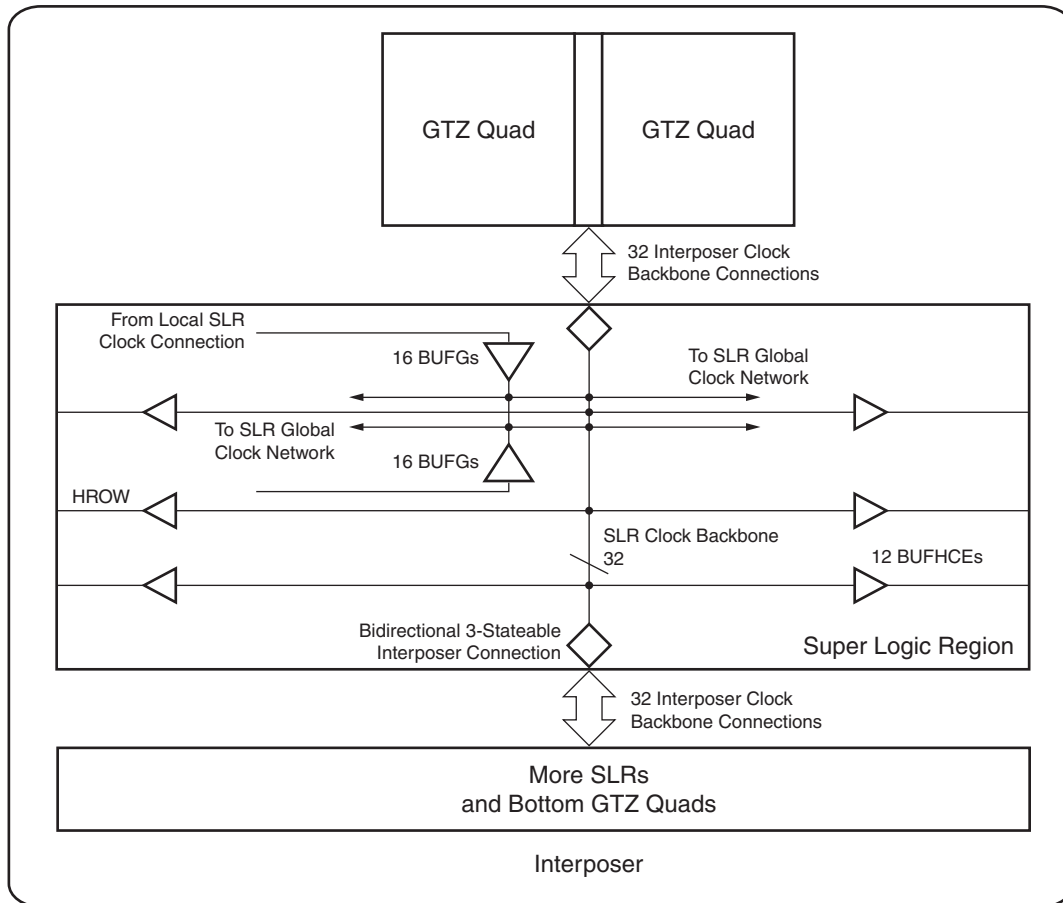 GTZ Quad
GTZ Quad
32 Interposer Clock
Backbone Connections
From Local SLR
Clock Connection
16 BUFGs
To SLR Global
Clock Network
To SLR Global
Clock Network
16 BUFGs
HROW
SLR Clock Backbone
32
12 BUFHCEs
Bidirectional 3-Stateable
Interposer Connection
Super Logic Region
32 Interposer Clock
Backbone Connections
More SLRs
and Bottom GTZ Quads
Interposer